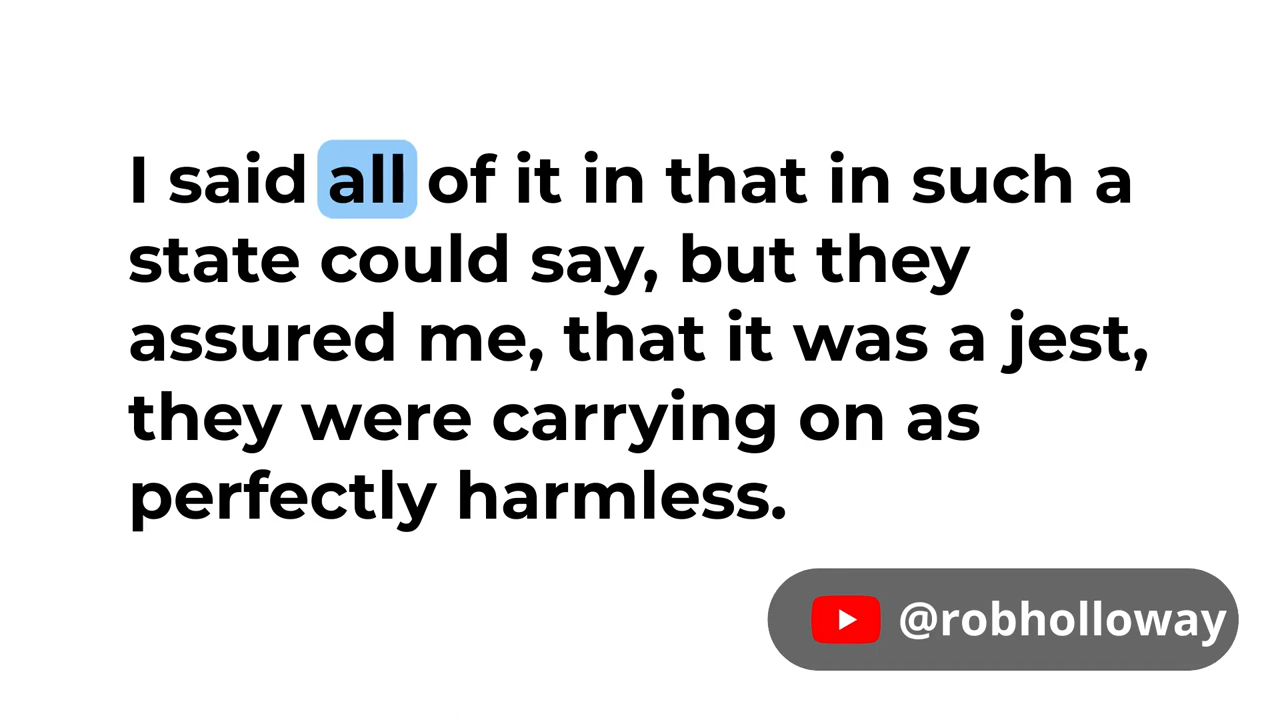 I said all of it in that in such a
state could say, but they
assured me, that it was a jest,
they were carrying on as
perfectly harmless.
@robholloway